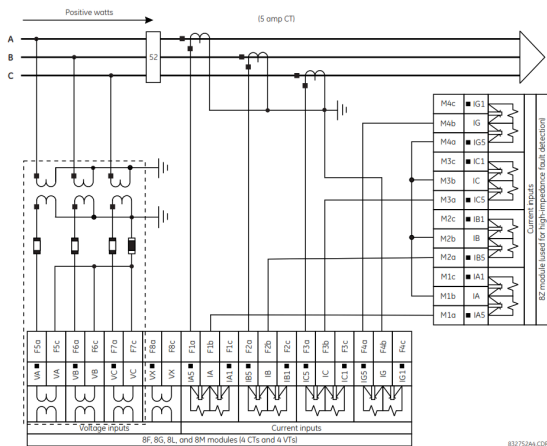 Positive watts
(5 amp CT)
A
B
C
52
M4c ■ IG1
M4b IG
M4a ■ IG5
M3c ■ IC1
M3b IC
M3a ■ IC5
M2c ■ IB1
M2b IB
M2a ■ IB5
M1c ■ IA1
M1b IA
M1a ■ IA5
Current inputs
8Z module (used for high-impedance fault detection)
F5a F5c F6a F6c F7a F7c F8a F8c F1a F1b F1c F2a F2b F2c F3a F3b F3c F4a F4b F4c
VA VA VB VB VC VC VX VX IA5 IA IA1 IB5 IB IB1 IC5 IC IC1 IG5 IG IG1
Voltage inputs
Current inputs
8F, 8G, 8L, and 8M modules (4 CTs and 4 VTs)
832752A4.CDR